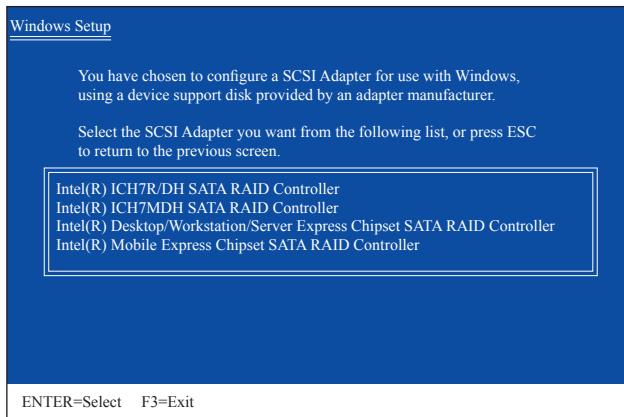 Windows Setup
You have chosen to configure a SCSI Adapter for use with Windows,
using a device support disk provided by an adapter manufacturer.
Select the SCSI Adapter you want from the following list, or press ESC
to return to the previous screen.
Intel(R) ICH7R/DH SATA RAID Controller
Intel(R) ICH7MDH SATA RAID Controller
Intel(R) Desktop/Workstation/Server Express Chipset SATA RAID Controller
Intel(R) Mobile Express Chipset SATA RAID Controller
ENTER=Select F3=Exit